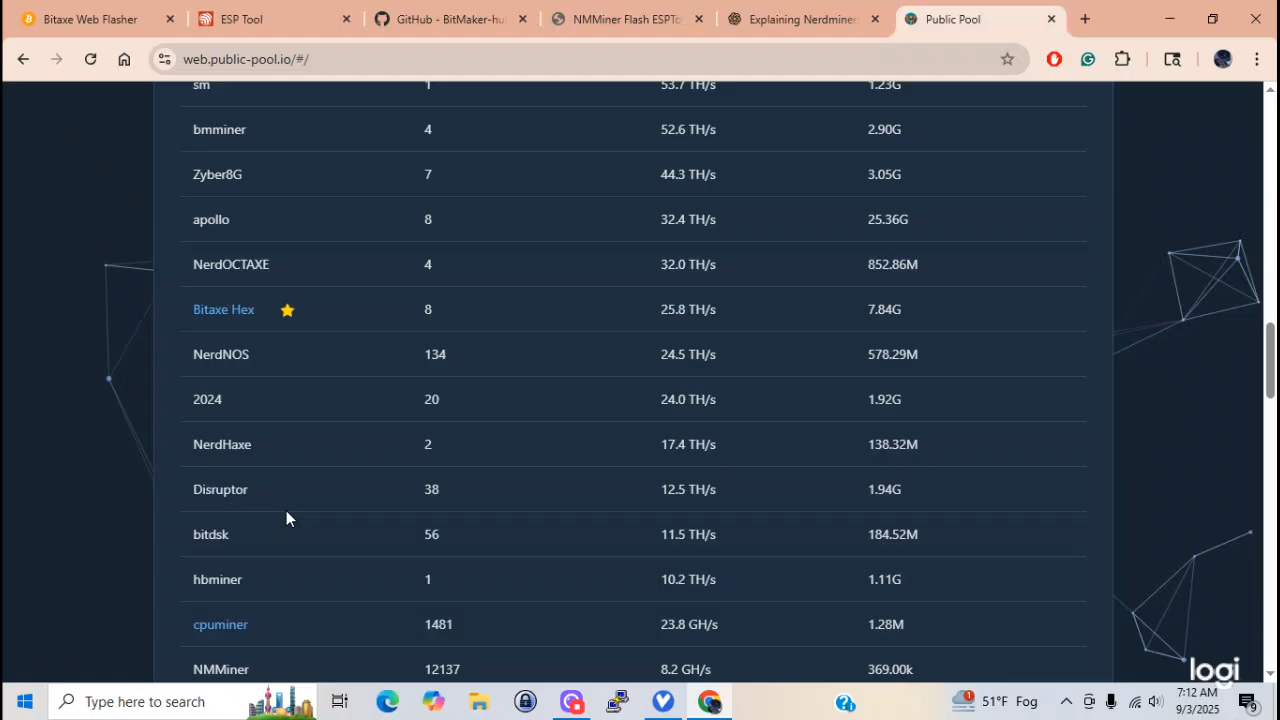 Bitaxe Web Flasher
ESP Tool
GitHub - BitMaker-hu
NMMiner Flash ESPTo
Explaining Nerdmine
Public Pool
web.public-pool.io/#/
sm 1 53.7 TH/s 1.23G
bmminer 4 52.6 TH/s 2.90G
Zyber8G 7 44.3 TH/s 3.05G
apollo 8 32.4 TH/s 25.36G
NerdOCTAXE 4 32.0 TH/s 852.86M
Bitaxe Hex 8 25.8 TH/s 7.84G
NerdNOS 134 24.5 TH/s 578.29M
2024 20 24.0 TH/s 1.92G
NerdHaxe 2 17.4 TH/s 138.32M
Disruptor 38 12.5 TH/s 1.94G
bitdsk 56 11.5 TH/s 184.52M
hbminer 1 10.2 TH/s 1.11G
cpuminer 1481 23.8 GH/s 1.28M
NMMiner 12137 8.2 GH/s 369.00k
logi
Type here to search
1
51°F Fog
7:12 AM
9/3/2025
9